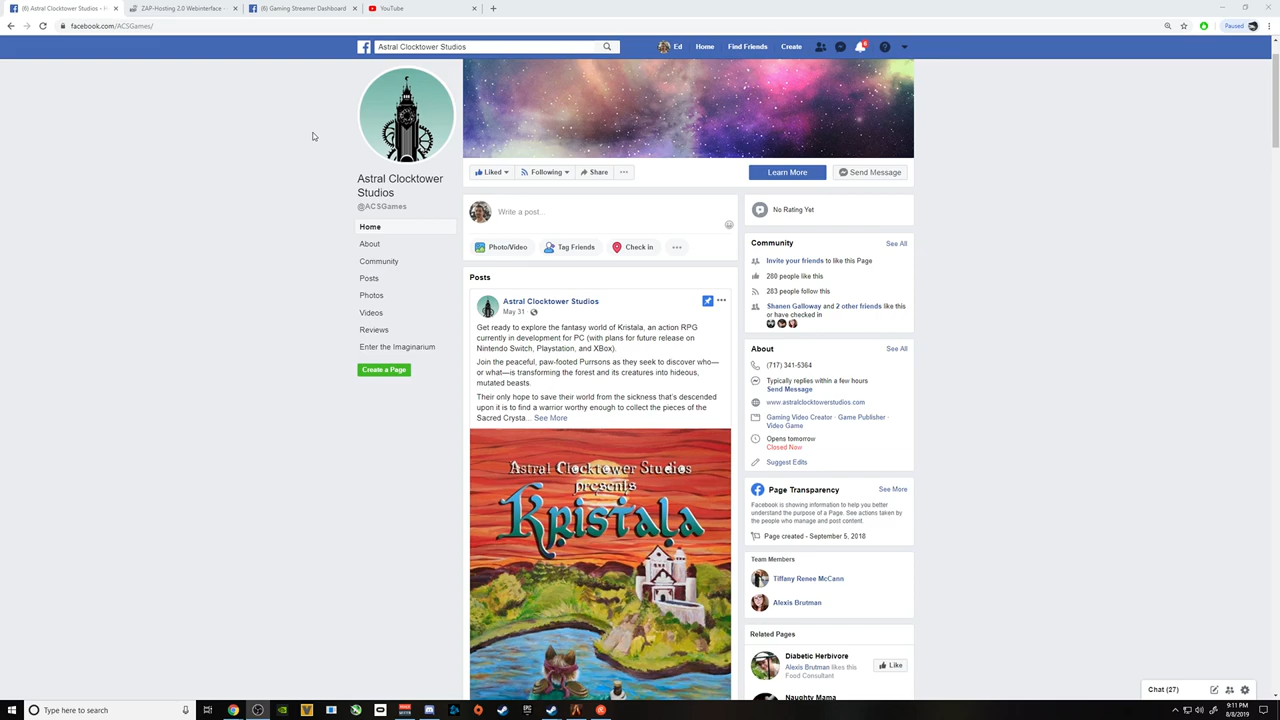 (6) Astral Clocktower Studios - H
ZAP-Hosting 2.0 Webinterface -
(6) Gaming Streamer Dashboard
YouTube
facebook.com/ACSGames/
Paused
Astral Clocktower Studios
Ed
Home
Find Friends
Create
Astral Clocktower
Studios
@ACSGames
Home
About
Community
Posts
Photos
Videos
Reviews
Enter the Imaginarium
Create a Page
Liked
Following
Share
Learn More
Send Message
Write a post...
Photo/Video
Tag Friends
Check in
Posts
Astral Clocktower Studios
May 31 ·
Get ready to explore the fantasy world of Kristala, an action RPG
currently in development for PC (with plans for future release on
Nintendo Switch, Playstation, and XBox).
Join the peaceful, paw-footed Purrsons as they seek to discover who—
or what—is transforming the forest and its creatures into hideous,
mutated beasts.
Their only hope to save their world from the sickness that's descended
upon it is to find a warrior worthy enough to collect the pieces of the
Sacred Crysta... See More
Astral Clocktower Studios
presents
Kristala
No Rating Yet
Community
See All
Invite your friends to like this Page
280 people like this
283 people follow this
Shanen Galloway and 2 other friends like this
or have checked in
About
See All
(717) 341-5364
Typically replies within a few hours
Send Message
www.astralclocktowerstudios.com
Gaming Video Creator · Game Publisher ·
Video Game
Opens tomorrow
Closed Now
Suggest Edits
Page Transparency
See More
Facebook is showing information to help you better
understand the purpose of a Page. See actions taken by
the people who manage and post content.
Page created - September 5, 2018
Team Members
Tiffany Renee McCann
Alexis Brutman
Related Pages
Diabetic Herbivore
Alexis Brutman likes this
Food Consultant
Like
Naughty Mama
Chat (27)
Type here to search
9:11 PM
8/8/2019